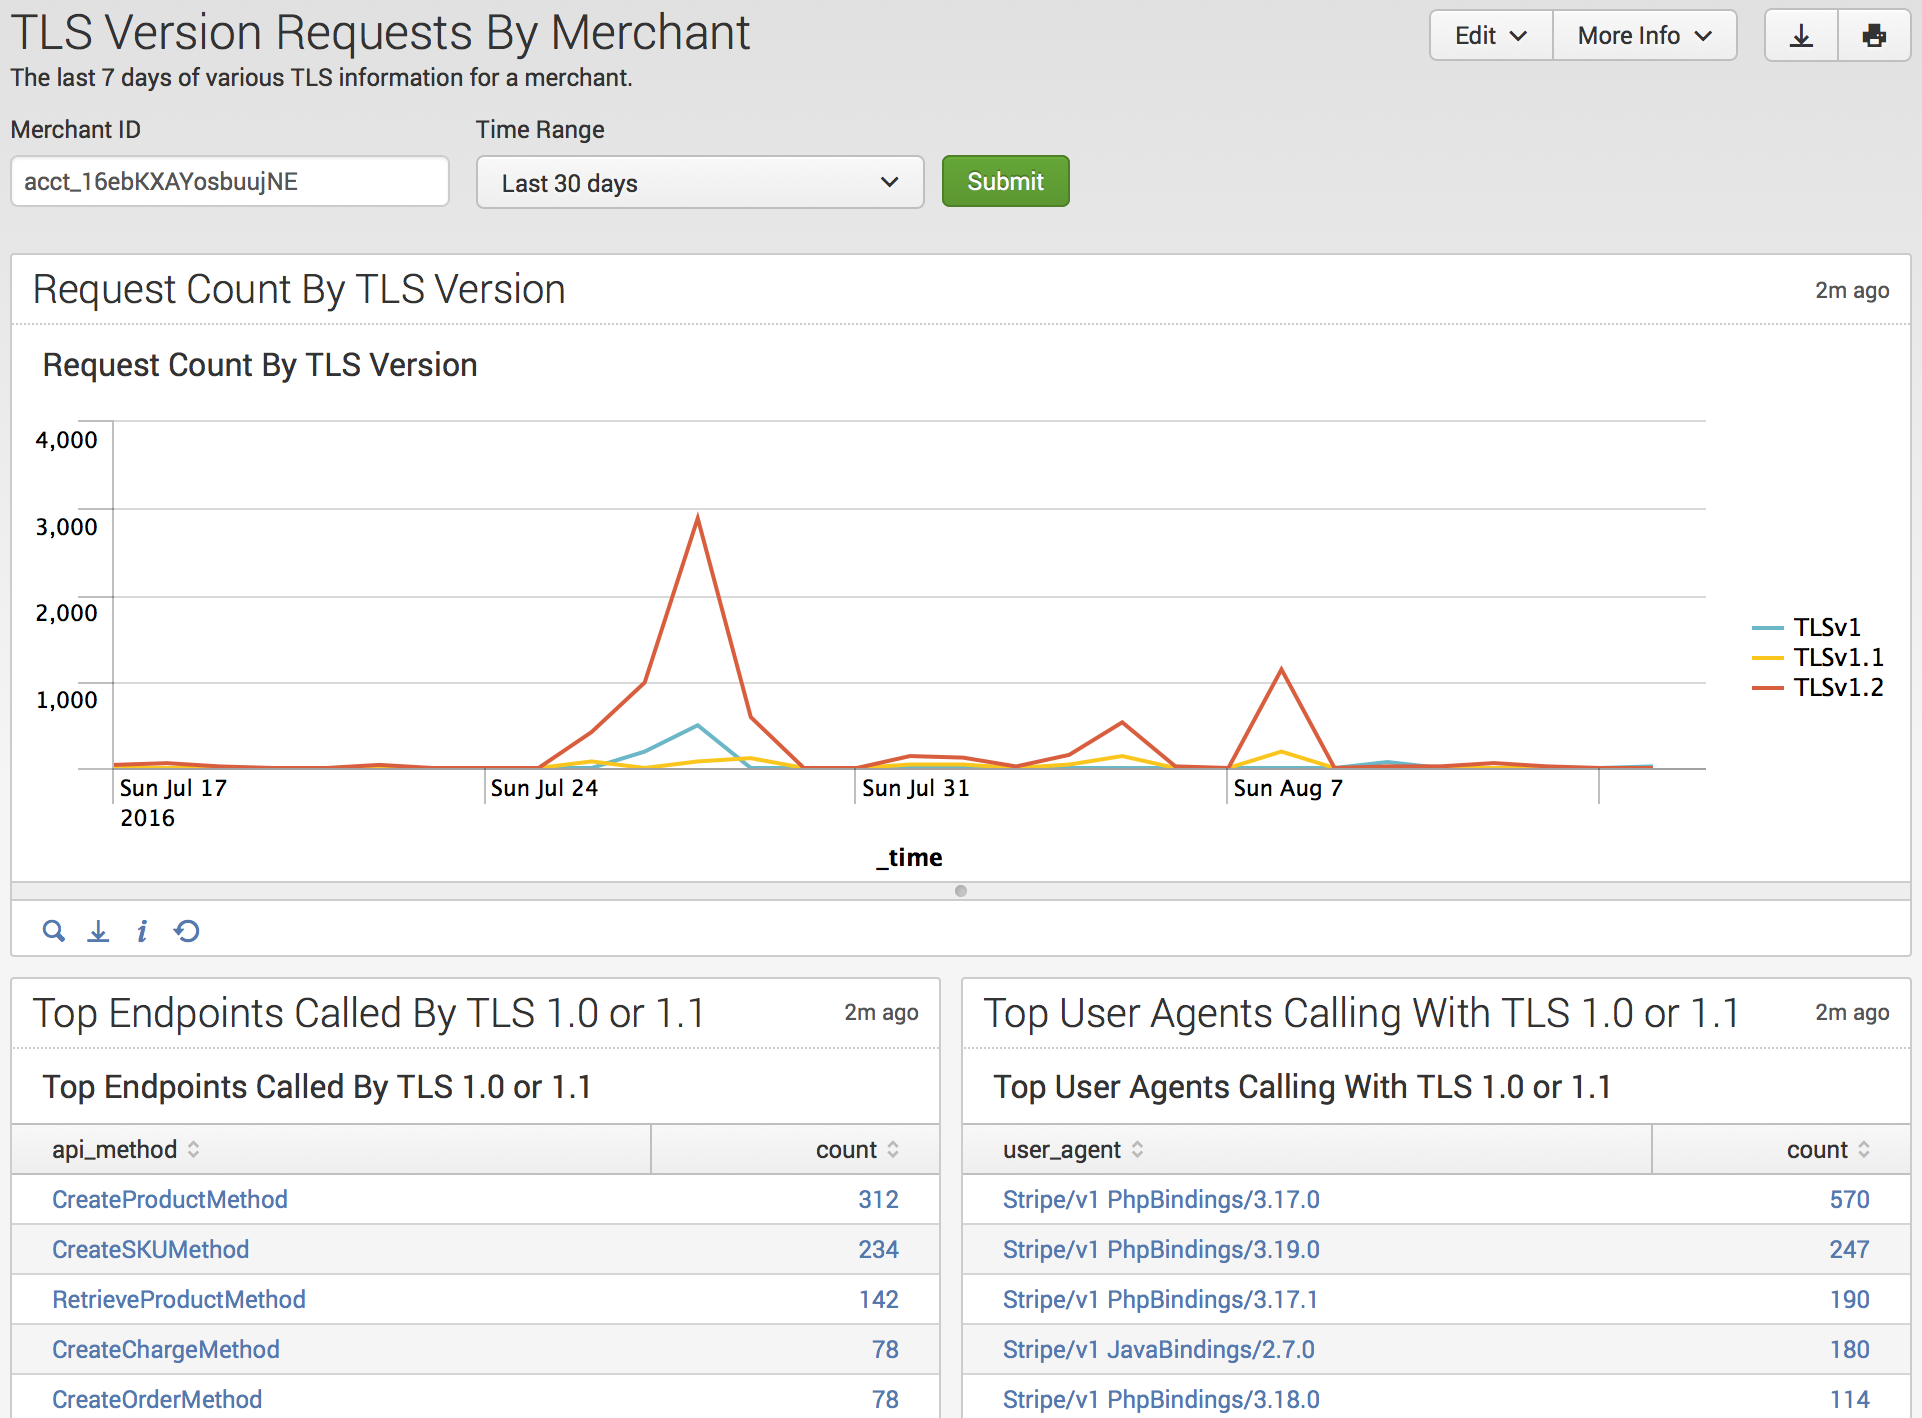 TLS Version Requests By Merchant
Edit More Info
The last 7 days of various TLS information for a merchant.
Merchant ID Time Range
acct_16ebKXAYosbuujNE Last 30 days Submit
Request Count By TLS Version 2m ago
Request Count By TLS Version
4,000
3,000
2,000
1,000
TLSv1
TLSv1.1
TLSv1.2
Sun Jul 17 Sun Jul 24 Sun Jul 31 Sun Aug 7
2016
_time
i
Top Endpoints Called By TLS 1.0 or 1.1 2m ago
Top Endpoints Called By TLS 1.0 or 1.1
api_method count
CreateProductMethod 312
CreateSKUMethod 234
RetrieveProductMethod 142
CreateChargeMethod 78
CreateOrderMethod 78
Top User Agents Calling With TLS 1.0 or 1.1 2m ago
Top User Agents Calling With TLS 1.0 or 1.1
user_agent count
Stripe/v1 PhpBindings/3.17.0 570
Stripe/v1 PhpBindings/3.19.0 247
Stripe/v1 PhpBindings/3.17.1 190
Stripe/v1 JavaBindings/2.7.0 180
Stripe/v1 PhpBindings/3.18.0 114